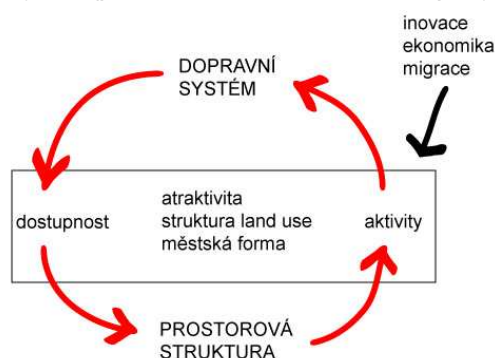 inovace
ekonomika
migrace
DOPRAVNÍ
SYSTÉM
dostupnost
atraktivita
struktura land use
městská forma
aktivity
PROSTOROVÁ
STRUKTURA